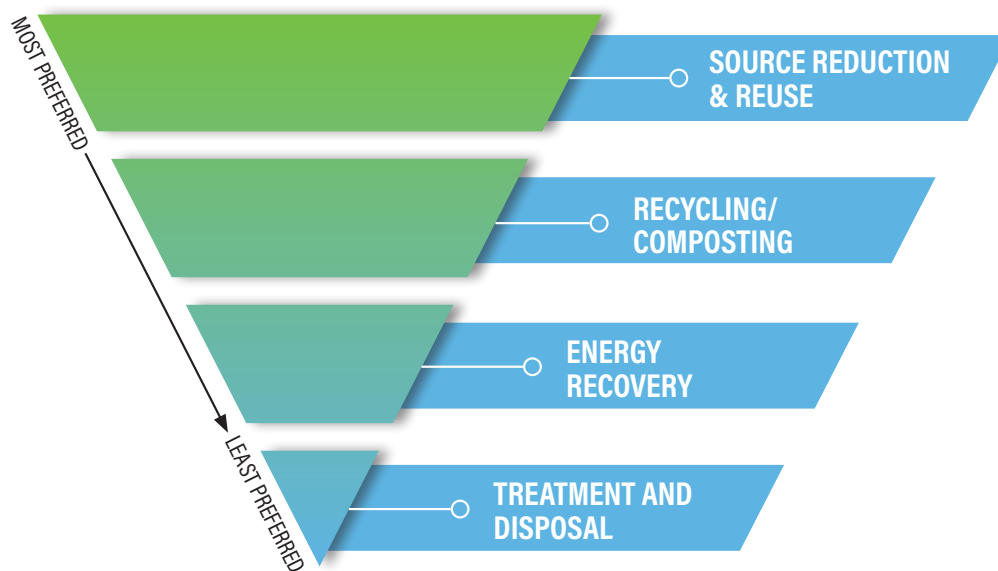 MOST PREFERRED
SOURCE REDUCTION
& REUSE
RECYCLING/
COMPOSTING
ENERGY
RECOVERY
LEAST PREFERRED
TREATMENT AND
DISPOSAL